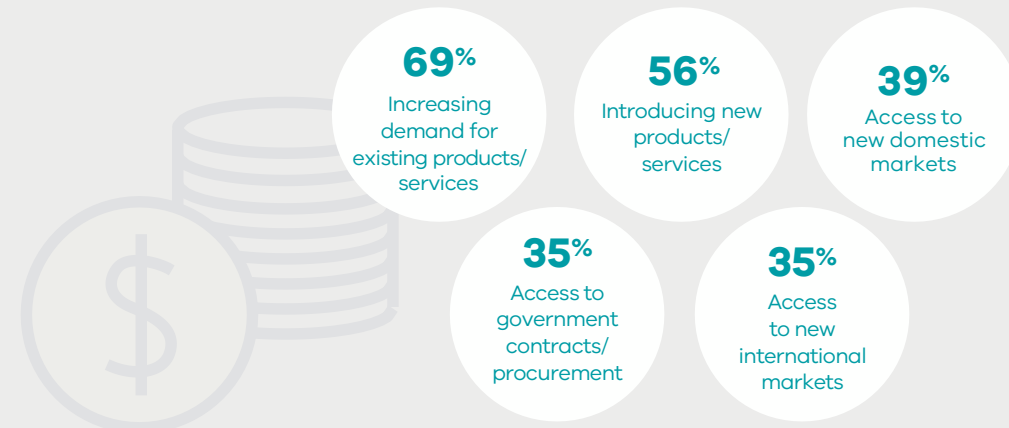 69%
Increasing
demand for
existing products/
services
56%
Introducing new
products/
services
39%
Access to
new domestic
markets
35%
Access to
government
contracts/
procurement
35%
Access
to new
international
markets
$